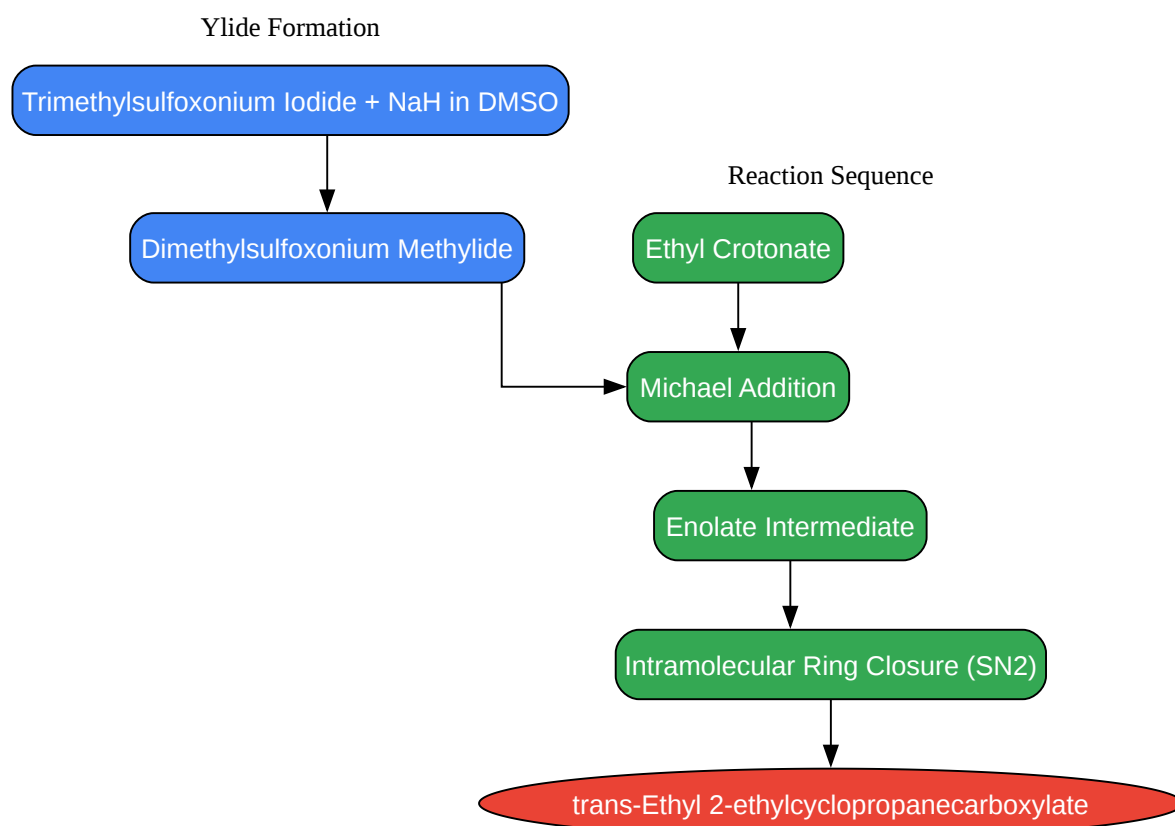 Ylide Formation
Trimethylsulfoxonium Iodide + NaH in DMSO
Dimethylsulfoxonium Methylide
Reaction Sequence
Ethyl Crotonate
Michael Addition
Enolate Intermediate
Intramolecular Ring Closure (SN2)
trans-Ethyl 2-ethylcyclopropanecarboxylate